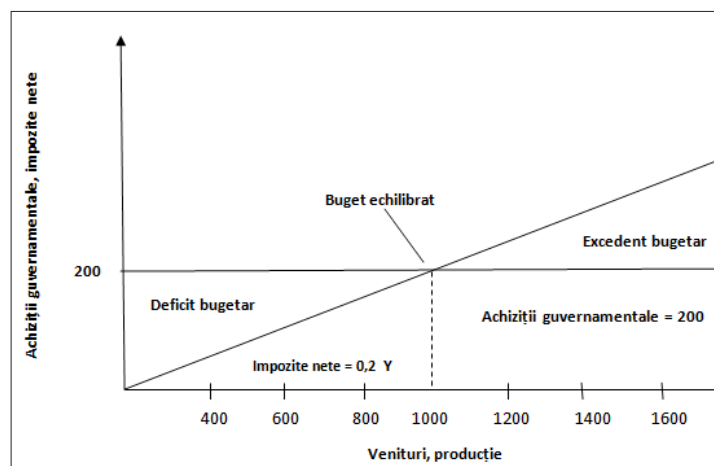 Achiziții guvernamentale, impozite nete
Buget echilibrat
Excedent bugetar
200
Deficit bugetar
Achiziții guvernamentale = 200
Impozite nete = 0,2 Y
400 600 800 1000 1200 1400 1600
Venituri, producție